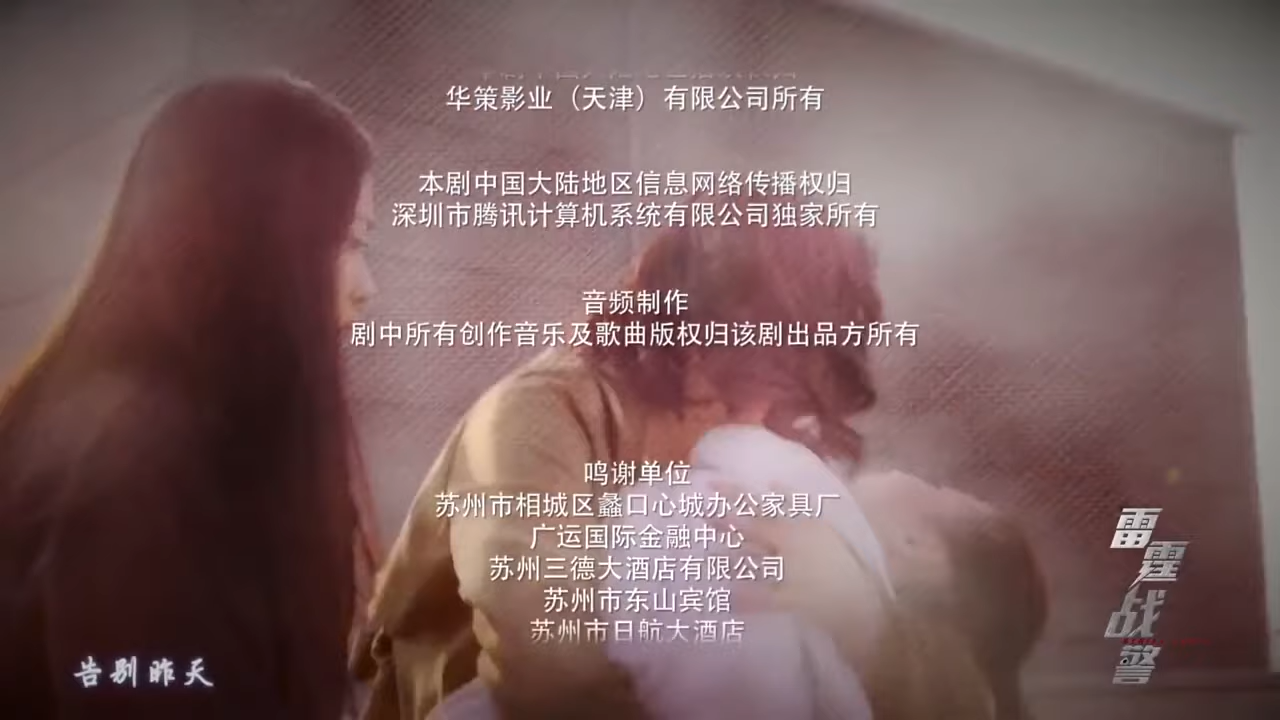 华策影业（天津）有限公司所有
本剧中国大陆地区信息网络传播权归
深圳市腾讯计算机系统有限公司独家所有
音频制作
剧中所有创作音乐及歌曲版权归该剧出品方所有
鸣谢单位
苏州市相城区蠡口心城办公家具厂
广运国际金融中心
苏州三德大酒店有限公司
苏州市东山宾馆
苏州市日航大酒店
告别昨天
雷霆战警